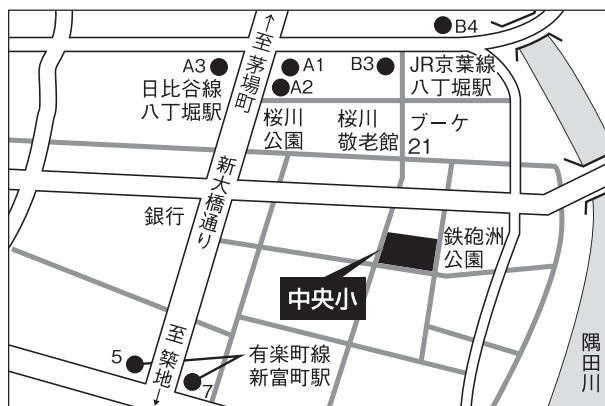 B4
A3
A1
B3
A2
日比谷線
八丁堀駅
←至茅場町
JR京葉線
八丁堀駅
桜川
公園
桜川
敬老館
ブーケ
21
新大橋通り
銀行
鉄砲洲
公園
中央小
至築地→
5
7
有楽町線
新富町駅
隅田川